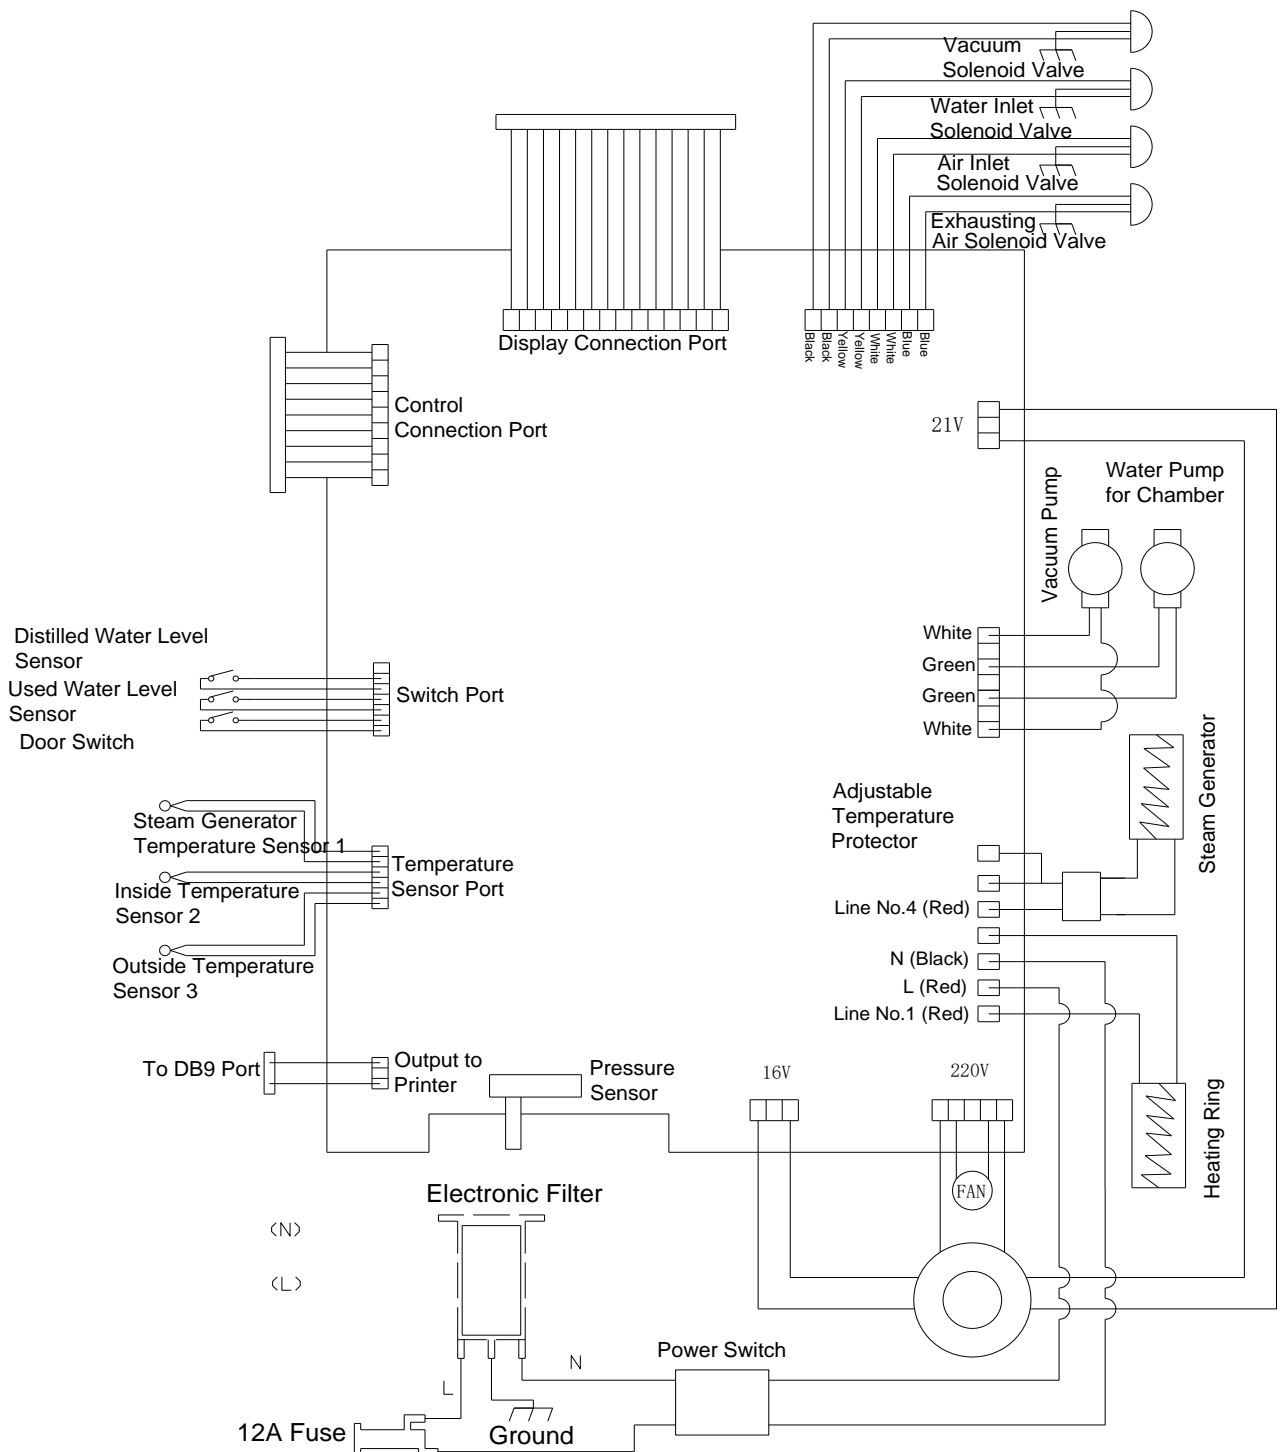 Vacuum
Solenoid Valve
Water Inlet
Solenoid Valve
Air Inlet
Solenoid Valve
Exhausting
Air Solenoid Valve
Display Connection Port
Black
Black
Yellow
Yellow
White
White
Blue
Blue
Control
Connection Port
21V
Vacuum Pump
Water Pump
for Chamber
White
Green
Green
White
Distilled Water Level
Sensor
Used Water Level
Sensor
Door Switch
Switch Port
Steam Generator
Adjustable
Temperature
Protector
Steam Generator
Temperature Sensor 1
Temperature
Sensor Port
Inside Temperature
Sensor 2
Outside Temperature
Sensor 3
Line No.4 (Red)
N (Black)
L (Red)
Line No.1 (Red)
To DB9 Port
Output to
Printer
Pressure
Sensor
16V
220V
Heating Ring
FAN
Electronic Filter
(N)
(L)
N
L
Power Switch
12A Fuse
Ground